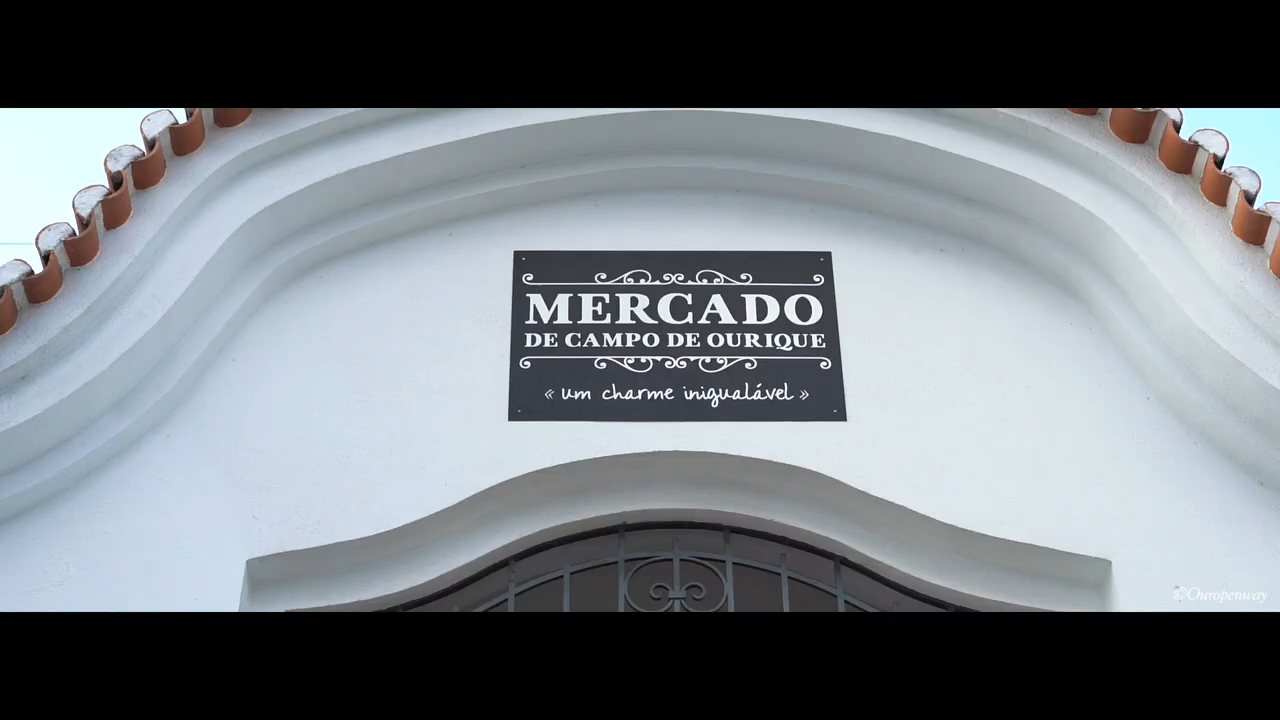 MERCADO
DE CAMPO DE OURIQUE
« um charme inigualável »
©Ouropenway